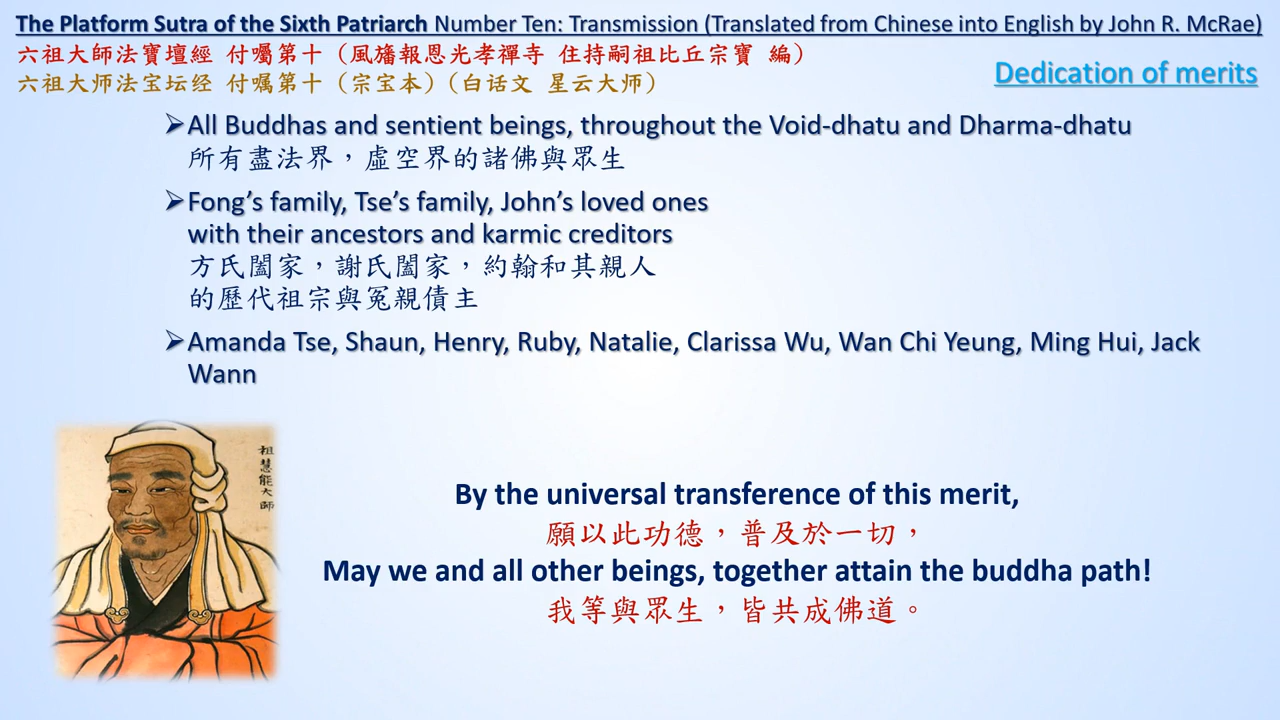 The Platform Sutra of the Sixth Patriarch Number Ten: Transmission (Translated from Chinese into English by John R. McRae)
六祖大師法寶壇經 付囑第十（風旛報恩光孝禪寺 住持嗣祖比丘宗寶 編）
六祖大师法宝坛经 付嘱第十（宗宝本）（白话文 星云大师）
Dedication of merits
➢All Buddhas and sentient beings, throughout the Void-dhatu and Dharma-dhatu
所有盡法界，虛空界的諸佛與眾生
➢Fong’s family, Tse’s family, John’s loved ones
with their ancestors and karmic creditors
方氏闔家，謝氏闔家，約翰和其親人
的歷代祖宗與冤親債主
➢Amanda Tse, Shaun, Henry, Ruby, Natalie, Clarissa Wu, Wan Chi Yeung, Ming Hui, Jack
Wann
祖慧能大師
By the universal transference of this merit,
願以此功德，普及於一切，
May we and all other beings, together attain the buddha path!
我等與眾生，皆共成佛道。